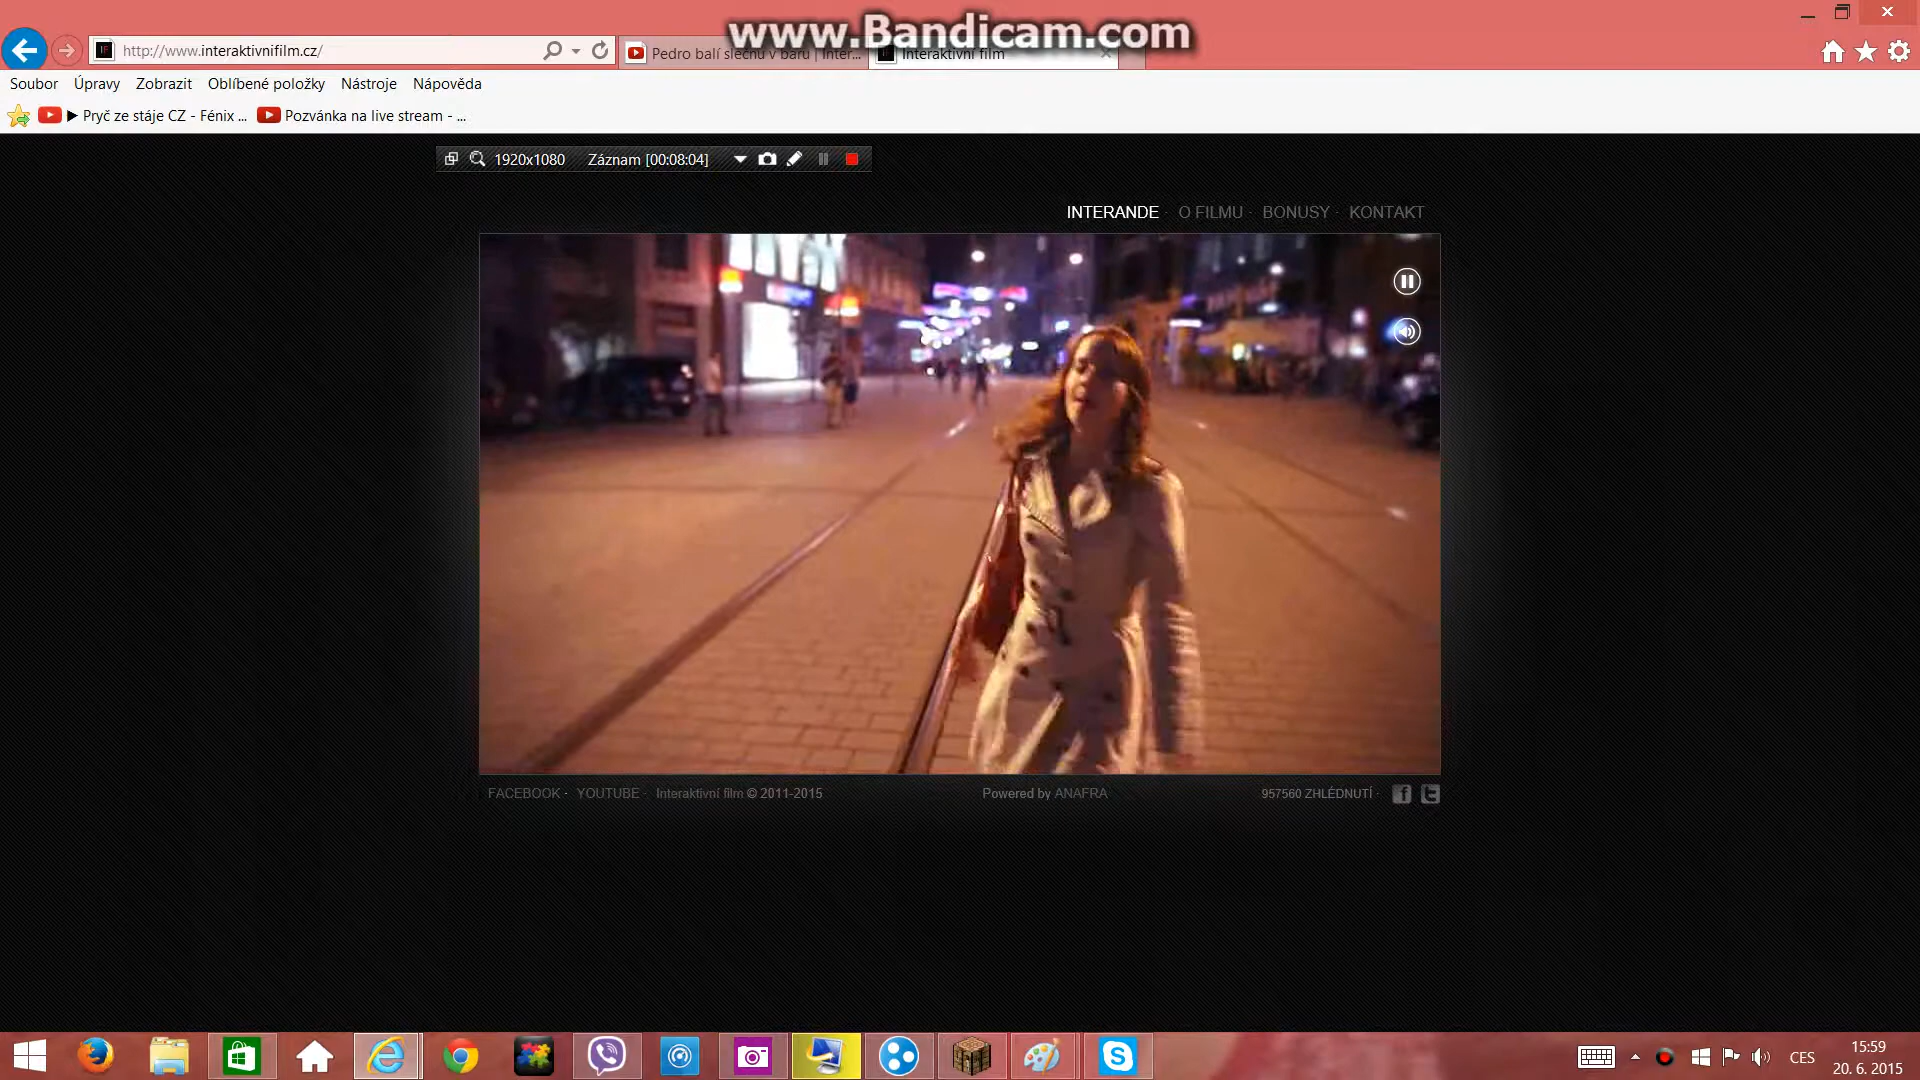 www.Bandicam.com
http://www.interaktivnifilm.cz/
Pedro balí slečnu v baru | Inter...
Interaktivní film
Soubor Úpravy Zobrazit Oblíbené položky Nástroje Nápověda
▶ Pryč ze stáje CZ - Fénix ... Pozvánka na live stream - ...
1920x1080 Záznam [00:08:04]
INTERANDE · O FILMU · BONUSY · KONTAKT
FACEBOOK · YOUTUBE · Interaktivní film © 2011-2015 Powered by ANAFRA 957560 ZHLÉDNUTÍ ·
CES
15:59
20. 6. 2015